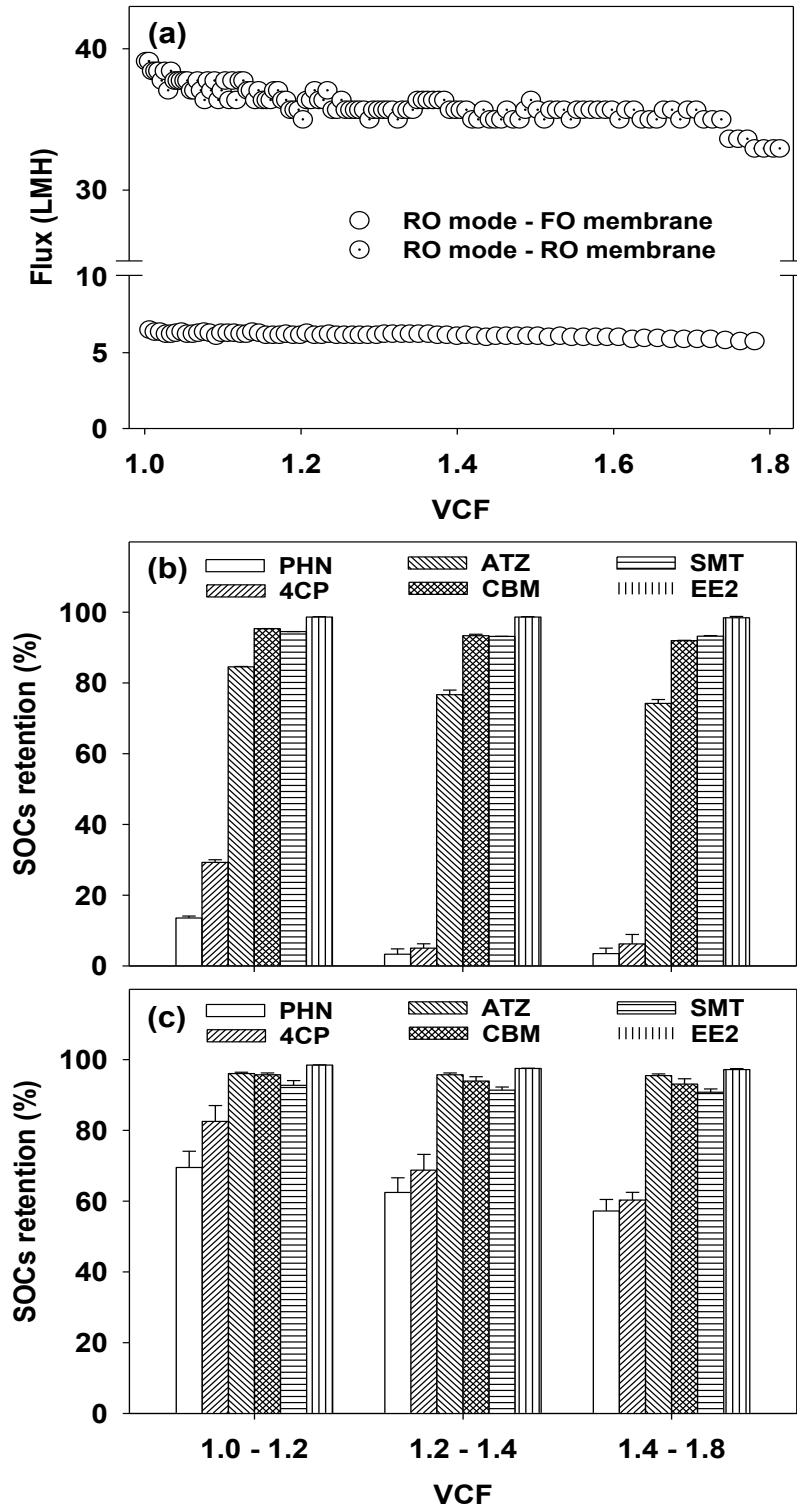 (a)
40
30
10
5
0
Flux (LMH)
RO mode - FO membrane
RO mode - RO membrane
1.0 1.2 1.4 1.6 1.8
VCF
(b)
PHN ATZ SMT
4CP CBM EE2
100
80
60
40
20
0
SOCs retention (%)
(c)
PHN ATZ SMT
4CP CBM EE2
100
80
60
40
20
0
SOCs retention (%)
1.0 - 1.2 1.2 - 1.4 1.4 - 1.8
VCF